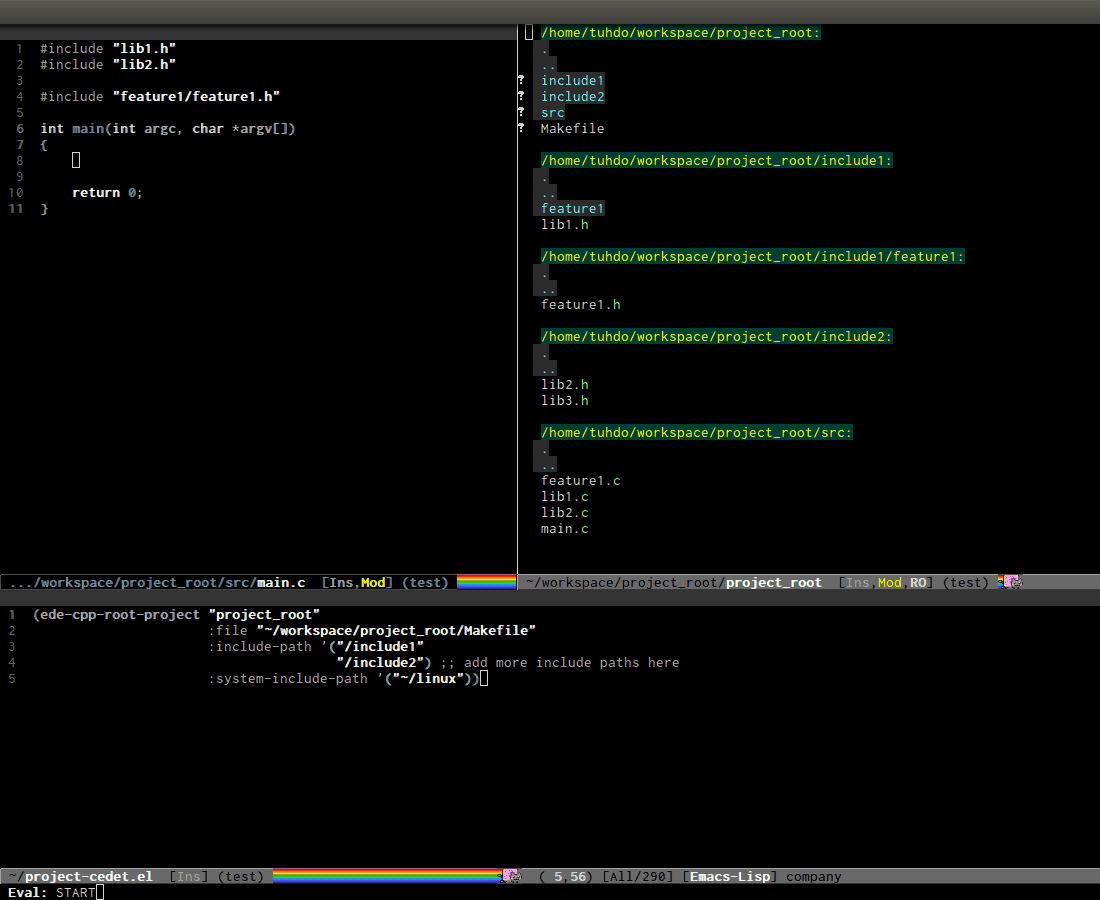 1 #include "lib1.h"
2 #include "lib2.h"
3
4 #include "feature1/feature1.h"
5
6 int main(int argc, char *argv[])
7 {
8
9
10     return 0;
11 }
.../workspace/project_root/src/main.c  [Ins,Mod] (test)
/home/tuhdo/workspace/project_root:
.
..
? include1
? include2
? src
? Makefile
/home/tuhdo/workspace/project_root/include1:
.
..
feature1
lib1.h
/home/tuhdo/workspace/project_root/include1/feature1:
.
..
feature1.h
/home/tuhdo/workspace/project_root/include2:
.
..
lib2.h
lib3.h
/home/tuhdo/workspace/project_root/src:
.
..
feature1.c
lib1.c
lib2.c
main.c
~/workspace/project_root/project_root  [Ins,Mod,RO] (test)
1 (ede-cpp-root-project "project_root"
2                       :file "~/workspace/project_root/Makefile"
3                       :include-path '("/include1"
4                                       "/include2") ;; add more include paths here
5                       :system-include-path '("~/linux"))
~/project-cedet.el  [Ins] (test) ( 5,56) [All/290] [Emacs-Lisp] company
Eval: START